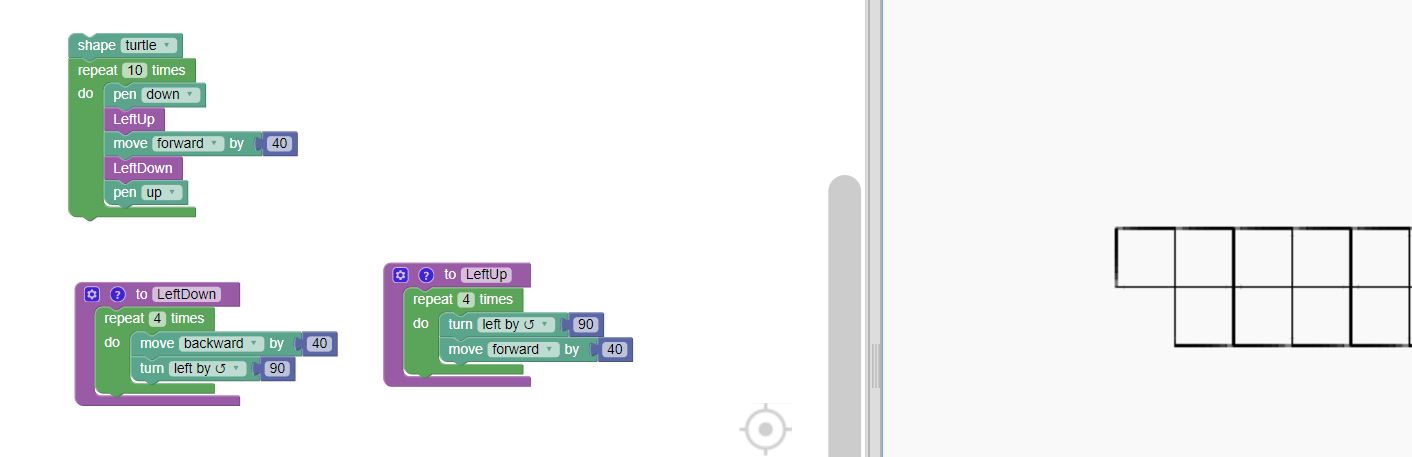 shape turtle
repeat 10 times
do pen down
LeftUp
move forward by 40
LeftDown
pen up
? to LeftDown
repeat 4 times
do move backward by 40
turn left by ↺ 90
? to LeftUp
repeat 4 times
do turn left by ↺ 90
move forward by 40